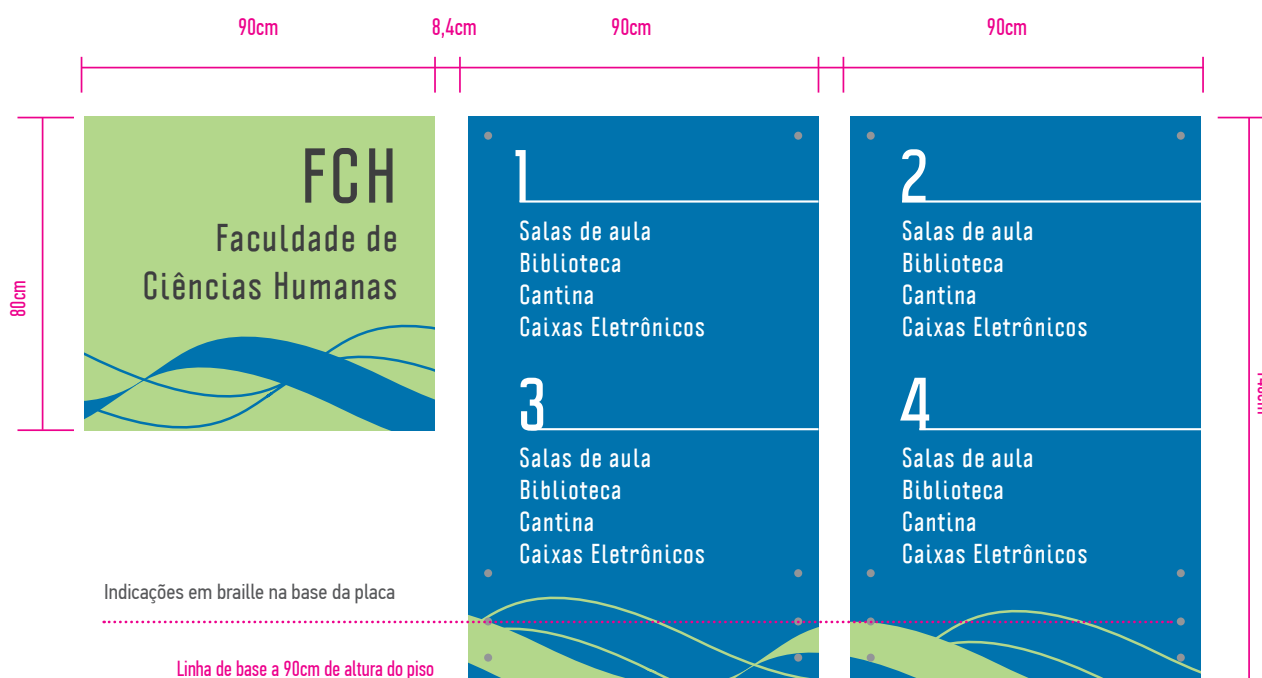 90cm
8,4cm
90cm
90cm
80cm
FCH
Faculdade de
Ciências Humanas
1
Salas de aula
Biblioteca
Cantina
Caixas Eletrônicos
3
Salas de aula
Biblioteca
Cantina
Caixas Eletrônicos
2
Salas de aula
Biblioteca
Cantina
Caixas Eletrônicos
4
Salas de aula
Biblioteca
Cantina
Caixas Eletrônicos
Indicações em braille na base da placa
Linha de base a 90cm de altura do piso